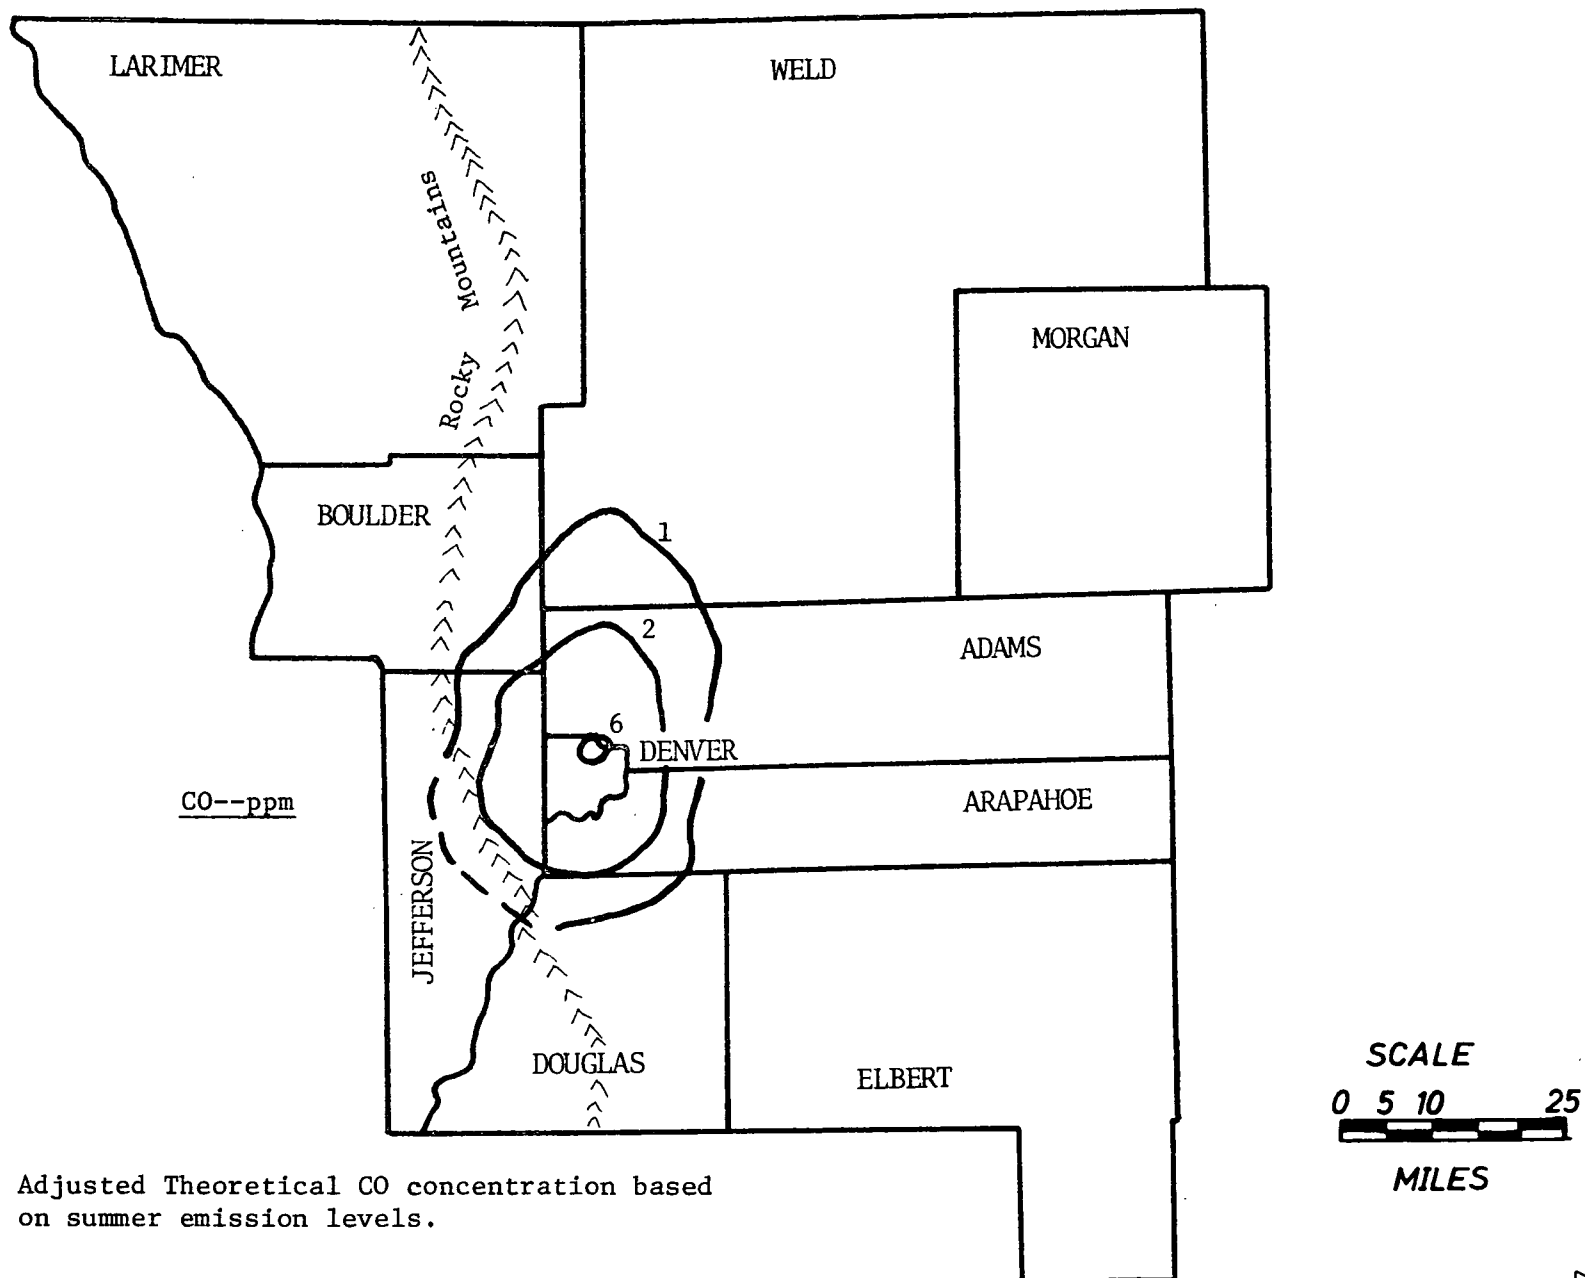 LARIMER
WELD
Rocky Mountains
MORGAN
BOULDER
1
2
ADAMS
6
DENVER
CO--ppm
ARAPAHOE
JEFFERSON
DOUGLAS
ELBERT
SCALE
0 5 10 25
MILES
Adjusted Theoretical CO concentration based
on summer emission levels.